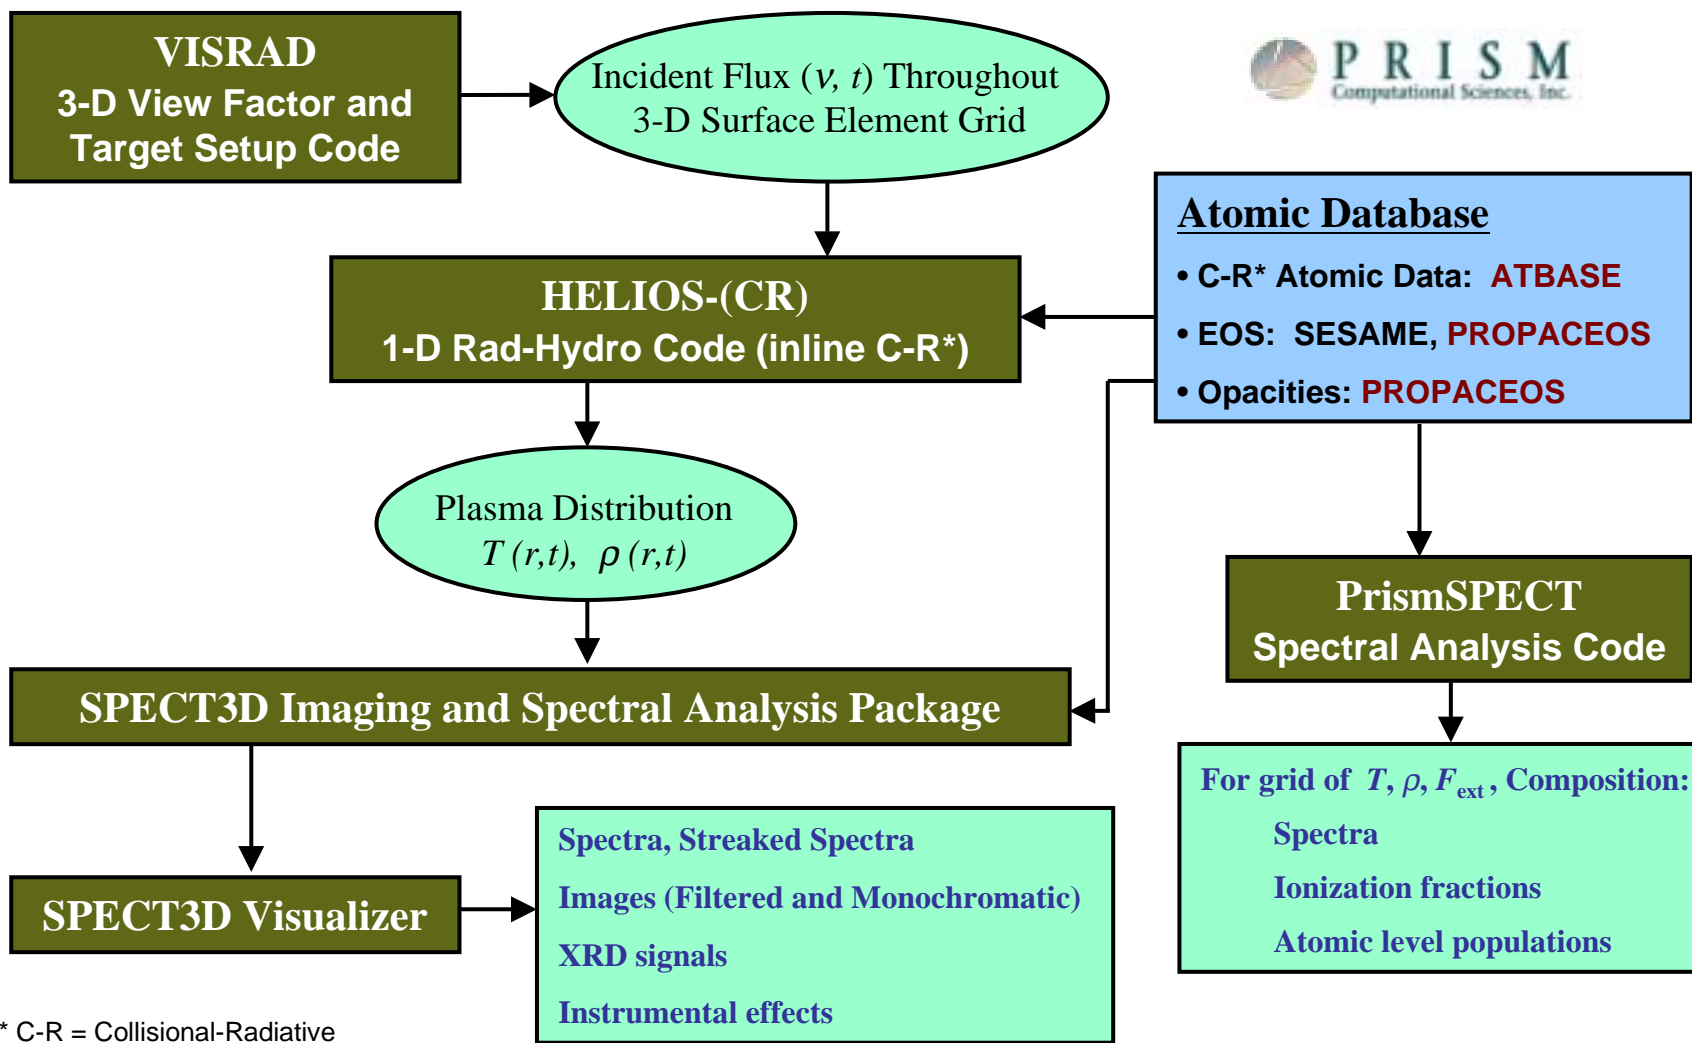 VISRAD
3-D View Factor and
Target Setup Code
Incident Flux (ν, t) Throughout
3-D Surface Element Grid
PRISM
Computational Sciences, Inc.
Atomic Database
• C-R* Atomic Data: ATBASE
• EOS: SESAME, PROPACEOS
• Opacities: PROPACEOS
HELIOS-(CR)
1-D Rad-Hydro Code (inline C-R*)
Plasma Distribution
T (r,t), ρ (r,t)
PrismSPECT
Spectral Analysis Code
SPECT3D Imaging and Spectral Analysis Package
For grid of T, ρ, Fext , Composition:
Spectra
Ionization fractions
Atomic level populations
SPECT3D Visualizer
Spectra, Streaked Spectra
Images (Filtered and Monochromatic)
XRD signals
Instrumental effects
* C-R = Collisional-Radiative